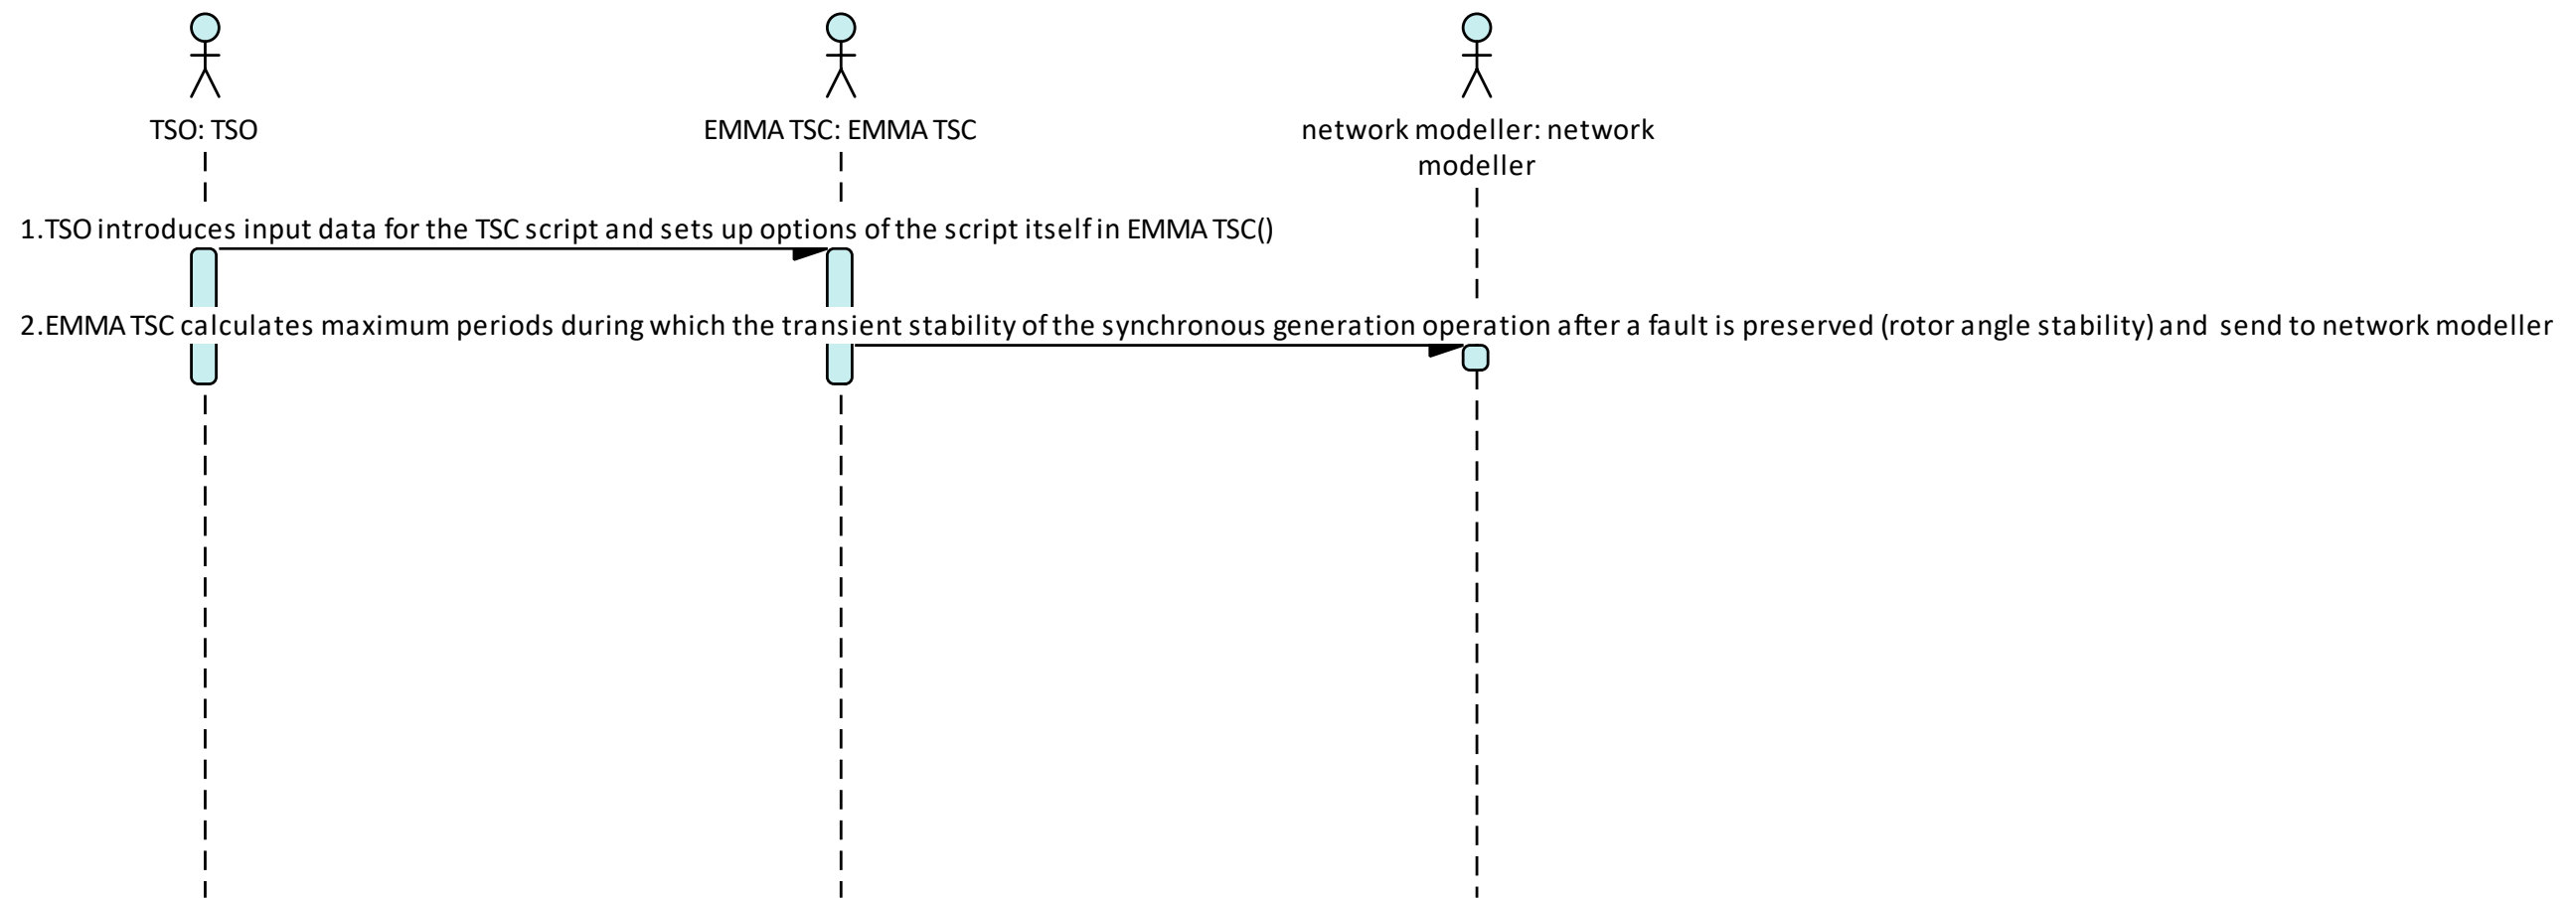 TSO: TSO
EMMA TSC: EMMA TSC
network modeller: network
modeller
1.TSO introduces input data for the TSC script and sets up options of the script itself in EMMA TSC()
2.EMMA TSC calculates maximum periods during which the transient stability of the synchronous generation operation after a fault is preserved (rotor angle stability) and  send to network modeller